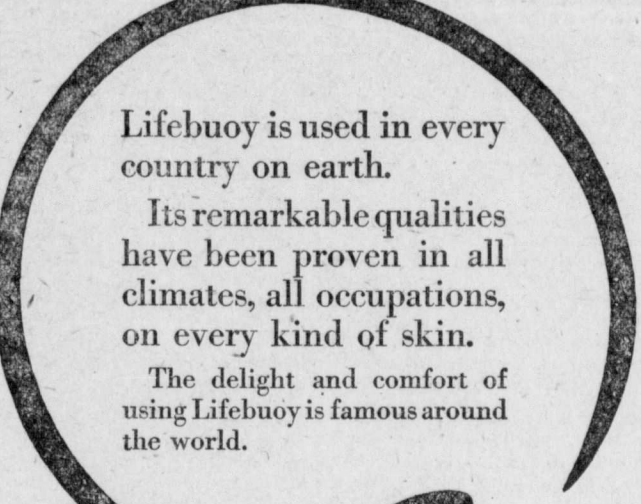 Lifebuoy is used in every
country on earth.
Its remarkable qualities
have been proven in all
climates, all occupations,
on every kind of skin.
The delight and comfort of
using Lifebuoy is famous around
the world.